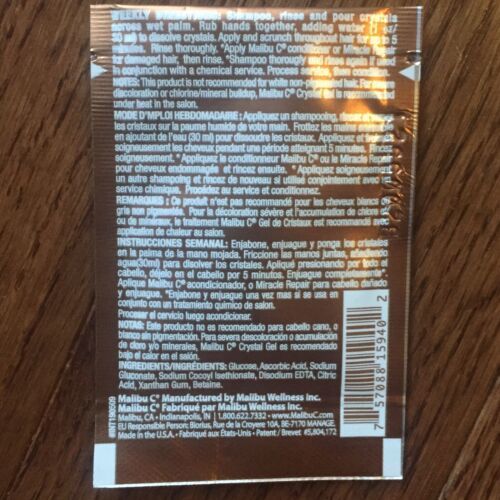 WEEKLY DIRECTIONS: Shampoo, rinse and pour crystals
across wet palm. Rub hands together, adding water (1 oz/
30 ml) to dissolve crystals. Apply and scrunch throughout hair for up to 5
minutes. Rinse thoroughly. *Apply Malibu C® conditioner or Miracle Repair
for damaged hair, then rinse. *Shampoo thoroughly and rinse again if used
in conjunction with a chemical service. Process service, then condition.
NOTES: This product is not recommended for white non-pigmented hair. For severe
discoloration or chlorine/mineral buildup, Malibu C® Crystal Gel is recommended
under heat in the salon.
MODE D'EMPLOI HEBDOMADAIRE: Appliquez un shampooing, rincez et
les cristaux sur la paume humide de votre main. Frottez les mains ensemble
en ajoutant de l'eau (30 ml) pour dissoudre les cristaux. Appliquez et
soigneusement les cheveux pendant une période atteignant 5 minutes. Rincez
soigneusement. * Appliquez le conditionneur Malibu C® ou le Miracle Repair
pour cheveux endommagés et rincez ensuite. * Appliquez soigneusement
un autre shampoing et rincez de nouveau si utilisé conjointement avec un
service chimique. Procédez au service et conditionnez.
REMARQUES : Ce produit n'est pas recommandé pour les cheveux blancs ou
gris non pigmentés. Pour la décoloration sévère et l'accumulation de chlore et
de minéraux, le traitement Malibu C® Gel de Cristaux est recommandé avec
application de chaleur au salon.
INSTRUCCIONES SEMANAL: Enjabone, enjuague y ponga los cristales
en la palma de la mano mojada. Friccione las manos juntas, añadiendo
agua(30ml) para disolver los cristales. Aplique presionando por todo el
cabello, déjelo en el cabello por 5 minutos. Enjuague completamente*.
Aplique Malibu C® acondicionador, o Miracle Repair para cabello dañado
y enjuague. *Enjabone y enjuague una vez mas si se usa en
conjunto con un tratamiento químico de salon.
Procese el servicio luego acondicionar.
NOTAS: Este producto no es recomendado para cabello cano, o
blanco sin pigmentación. Para severa descoloración o acumulación
de cloro y/o minerales, Malibu C® Crystal Gel es recomendado
bajo el calor en el salón.
INGREDIENTS/INGRÉDIENTS: Glucose, Ascorbic Acid, Sodium
Gluconate, Sodium Cocoyl Isethionate, Disodium EDTA, Citric
Acid, Xanthan Gum, Betaine.
Malibu C® Manufactured by Malibu Wellness Inc.
Malibu C® Fabriqué par Malibu Wellness Inc.
Malibu, CA • Indianapolis, IN | 1.800.622.7332 • www.MalibuC.com
EU Responsible Person: Biorius, Rue de la Croyere 10A, BE-7170 MANAGE,
Made in the U.S.A. • Fabriqué aux États-Unis • Patent / Brevet #5,804,172
#INT196609
7 57088 15940 2